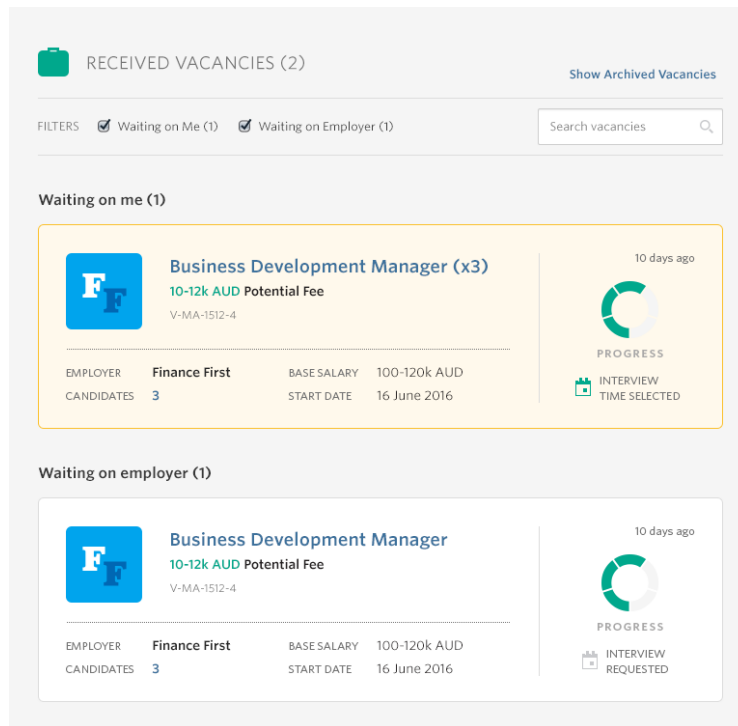 RECEIVED VACANCIES (2)
Show Archived Vacancies
FILTERS Waiting on Me (1) Waiting on Employer (1) Search vacancies
Waiting on me (1)
10 days ago
Business Development Manager (x3)
10-12k AUD Potential Fee
V-MA-1512-4
FF
PROGRESS
EMPLOYER Finance First BASE SALARY 100-120k AUD
CANDIDATES 3 START DATE 16 June 2016
INTERVIEW
TIME SELECTED
Waiting on employer (1)
10 days ago
Business Development Manager
10-12k AUD Potential Fee
V-MA-1512-4
FF
PROGRESS
EMPLOYER Finance First BASE SALARY 100-120k AUD
CANDIDATES 3 START DATE 16 June 2016
INTERVIEW
REQUESTED